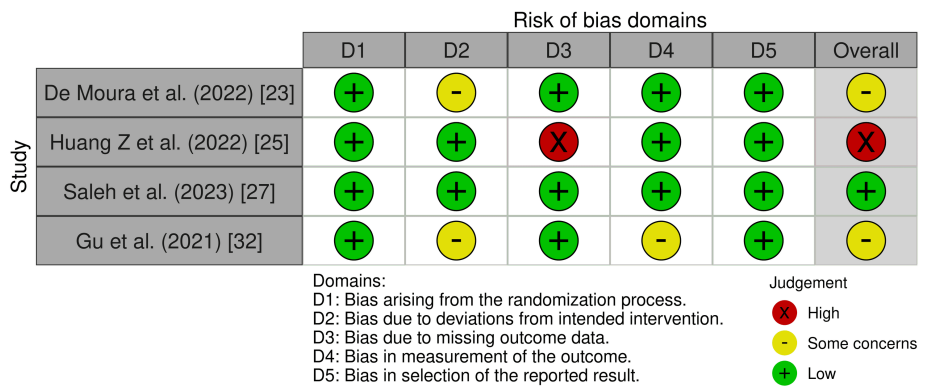 Risk of bias domains
D1 D2 D3 D4 D5 Overall
Study
De Moura et al. (2022) [23] + - + + + -
Huang Z et al. (2022) [25] + + X + + X
Saleh et al. (2023) [27] + + + + + +
Gu et al. (2021) [32] + - + - + -
Domains:
D1: Bias arising from the randomization process.
D2: Bias due to deviations from intended intervention.
D3: Bias due to missing outcome data.
D4: Bias in measurement of the outcome.
D5: Bias in selection of the reported result.
Judgement
X High
- Some concerns
+ Low